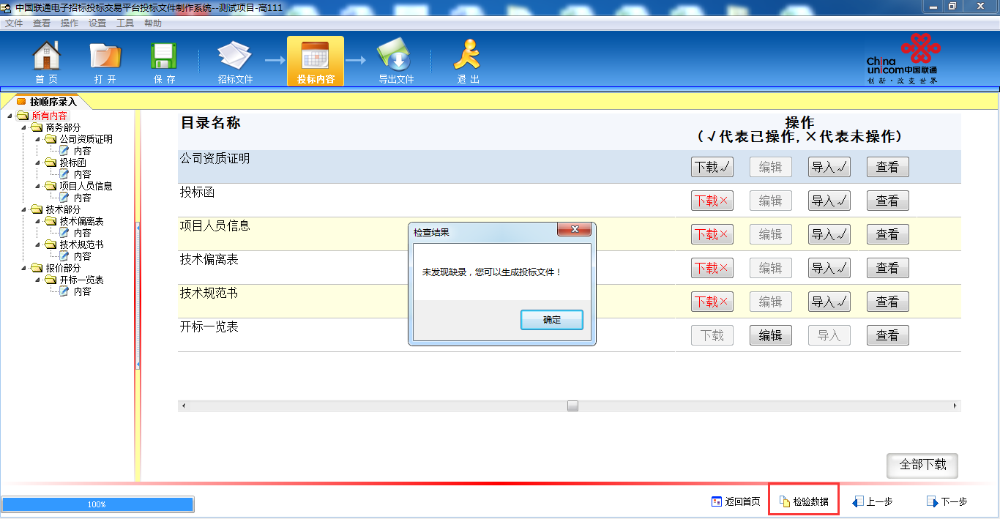 中国联通电子招标投标交易平台投标文件制作系统--测试项目-高111
文件 查看 操作 设置 工具 帮助
首 页 打 开 保 存 招标文件 投标内容 导出文件 退 出
China
unicom中国联通
创新·改变世界
按顺序录入
所有内容
商务部分
公司资质证明
内容
投标函
内容
项目人员信息
内容
技术部分
技术偏离表
内容
技术规范书
内容
报价部分
开标一览表
内容
目录名称 操作
(√代表已操作,×代表未操作)
公司资质证明 下载√ 编辑 导入√ 查看
投标函 下载× 编辑 导入√ 查看
项目人员信息 下载× 编辑 导入√ 查看
技术偏离表 下载× 编辑 导入√ 查看
技术规范书 下载× 编辑 导入√ 查看
开标一览表 下载 编辑 导入 查看
检查结果
未发现缺录，您可以生成投标文件！
确定
全部下载
100% 返回首页 检验数据 上一步 下一步